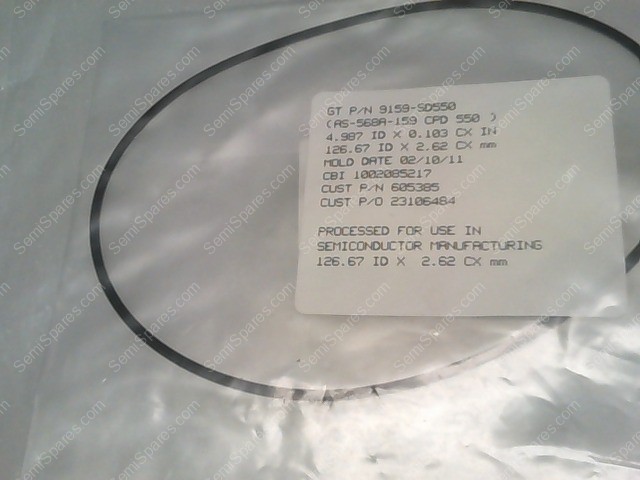 GT P/N 9159-SD550
(AS-568A-159 CPD 550 )
4.987 ID X 0.103 CX IN
126.67 ID X 2.62 CX mm
MOLD DATE 02/10/11
CBI 1002085217
CUST P/N 605385
CUST P/O 23106484
PROCESSED FOR USE IN
SEMICONDUCTOR MANUFACTURING
126.67 ID X 2.62 CX mm
SemiSpares.com